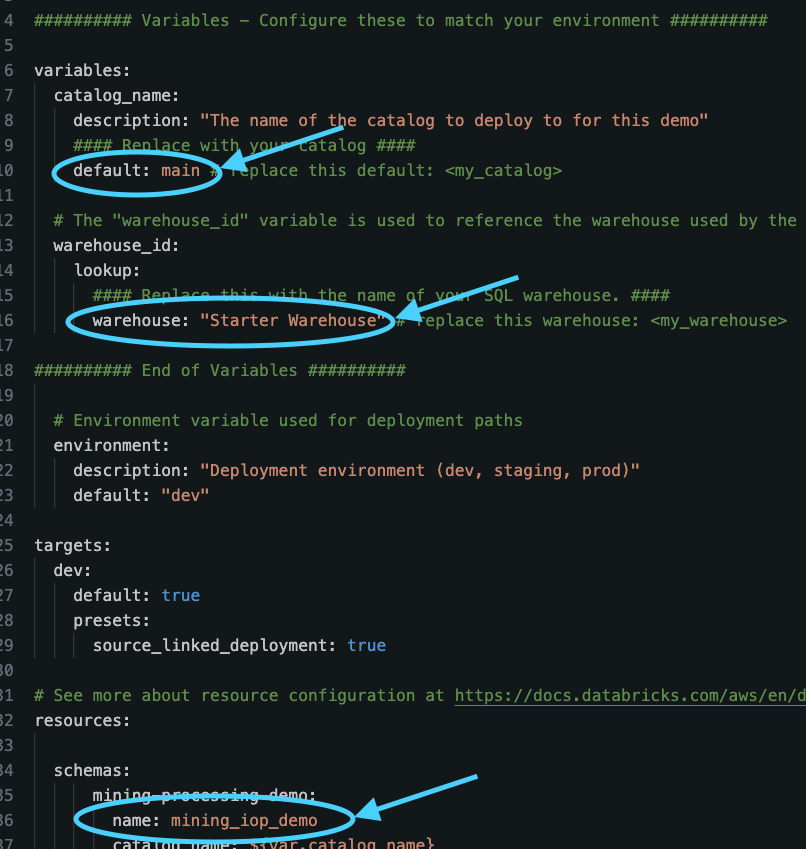 4 ########## Variables – Configure these to match your environment ##########
5
6 variables:
7 catalog_name:
8 description: "The name of the catalog to deploy to for this demo"
9 #### Replace with your catalog ####
10 default: main # replace this default: <my_catalog>
11
12 # The "warehouse_id" variable is used to reference the warehouse used by the
13 warehouse_id:
14 lookup:
15 #### Replace this with the name of your SQL warehouse. ####
16 warehouse: "Starter Warehouse" # replace this warehouse: <my_warehouse>
17
18 ########## End of Variables ##########
19
20 # Environment variable used for deployment paths
21 environment:
22 description: "Deployment environment (dev, staging, prod)"
23 default: "dev"
24
25 targets:
26 dev:
27 default: true
28 presets:
29 source_linked_deployment: true
30
31 # See more about resource configuration at https://docs.databricks.com/aws/en/d
32 resources:
33
34 schemas:
35 mining_processing_demo:
36 name: mining_iop_demo
37 catalog_name: ${var.catalog_name}